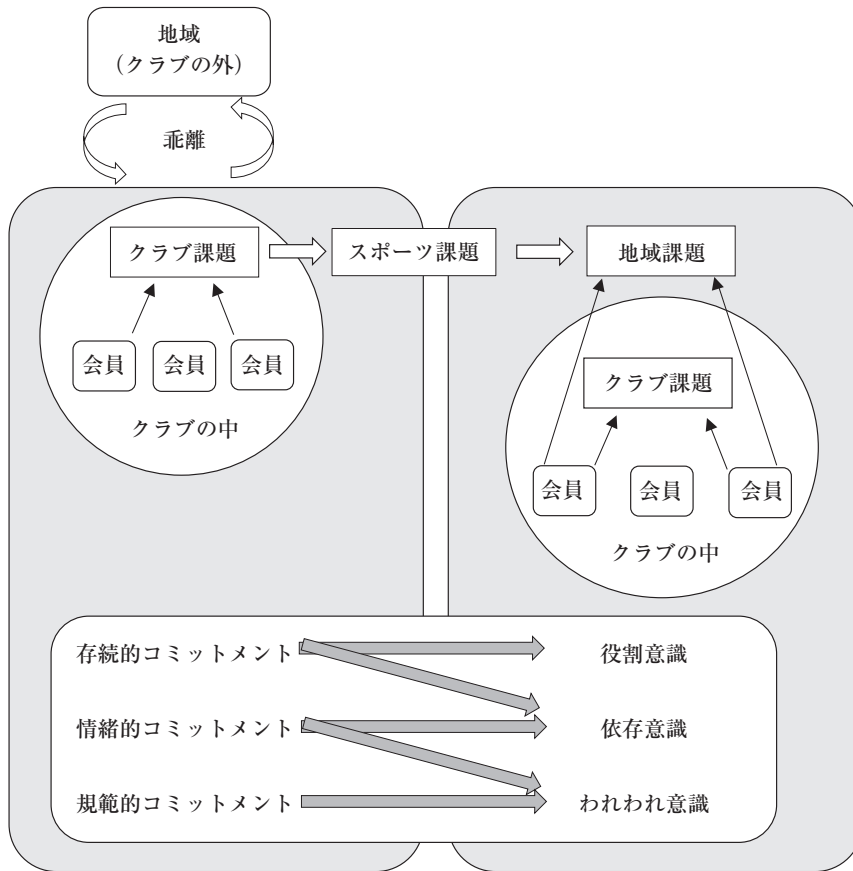 地域
（クラブの外）
乖離
クラブ課題
スポーツ課題
地域課題
会員
会員
会員
クラブの中
クラブ課題
会員
会員
会員
クラブの中
存続的コミットメント
役割意識
情緒的コミットメント
依存意識
規範的コミットメント
われわれ意識